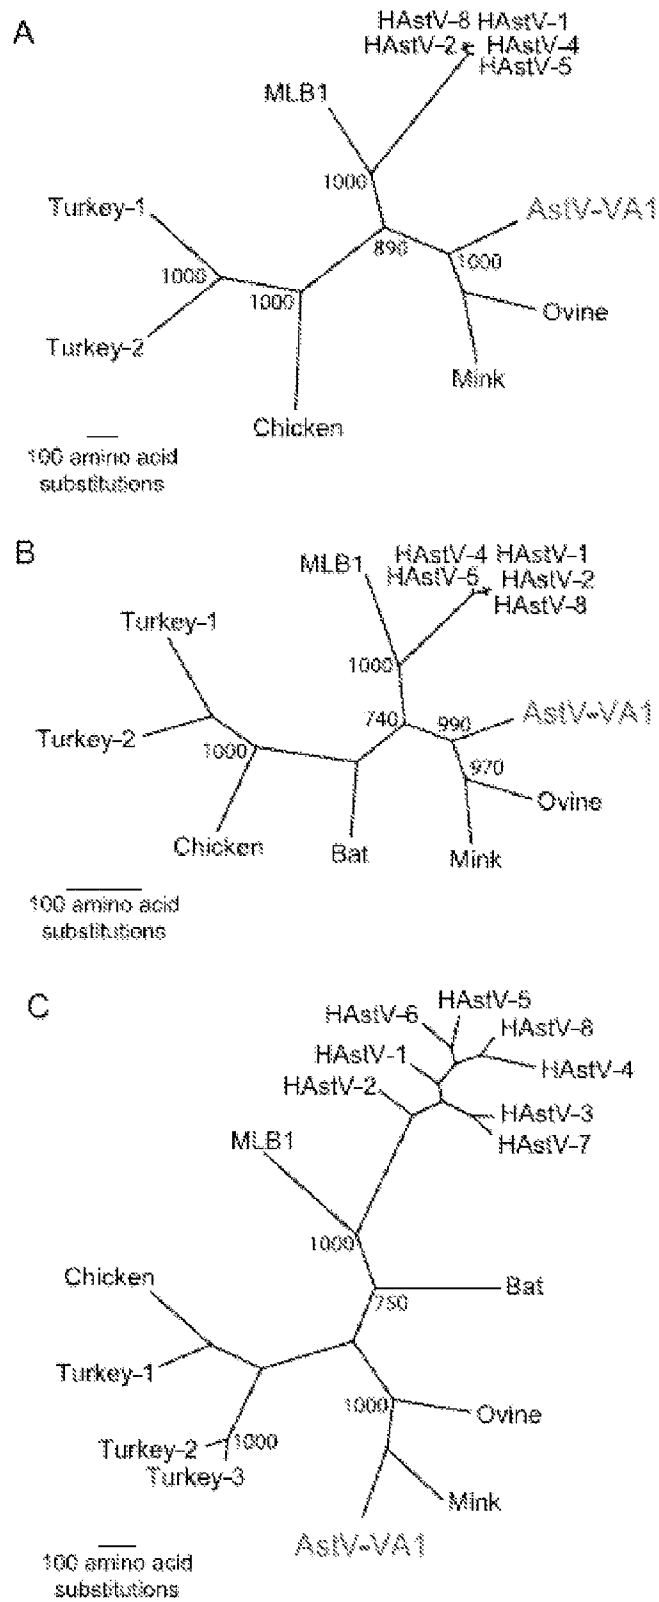 A
HAstV-8 HAstV-1
HAstV-2 HAstV-4
HAstV-5
MLB1
1000
Turkey-1
AstV-VA1
890
1000
1000
1000
Ovine
Turkey-2
Mink
Chicken
100 amino acid
substitutions
B
HAstV-4 HAstV-1
MLB1
HAstV-5 HAstV-2
HAstV-8
Turkey-1
1000
AstV-VA1
740
990
Turkey-2
1000
970
Ovine
Chicken
Bat
Mink
100 amino acid
substitutions
C
HAstV-5
HAstV-6
HAstV-8
HAstV-1
HAstV-4
HAstV-2
HAstV-3
MLB1
HAstV-7
1000
Chicken
Bat
750
Turkey-1
1000
Ovine
Turkey-2
1000
Turkey-3
Mink
AstV-VA1
100 amino acid
substitutions